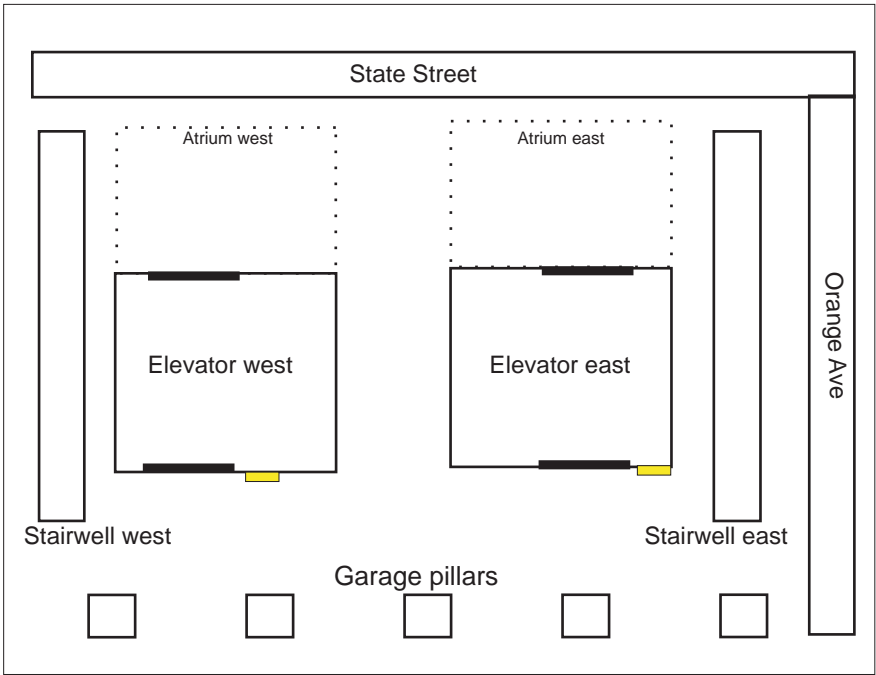 State Street
Atrium west
Atrium east
Elevator west
Elevator east
Orange Ave
Stairwell west
Stairwell east
Garage pillars